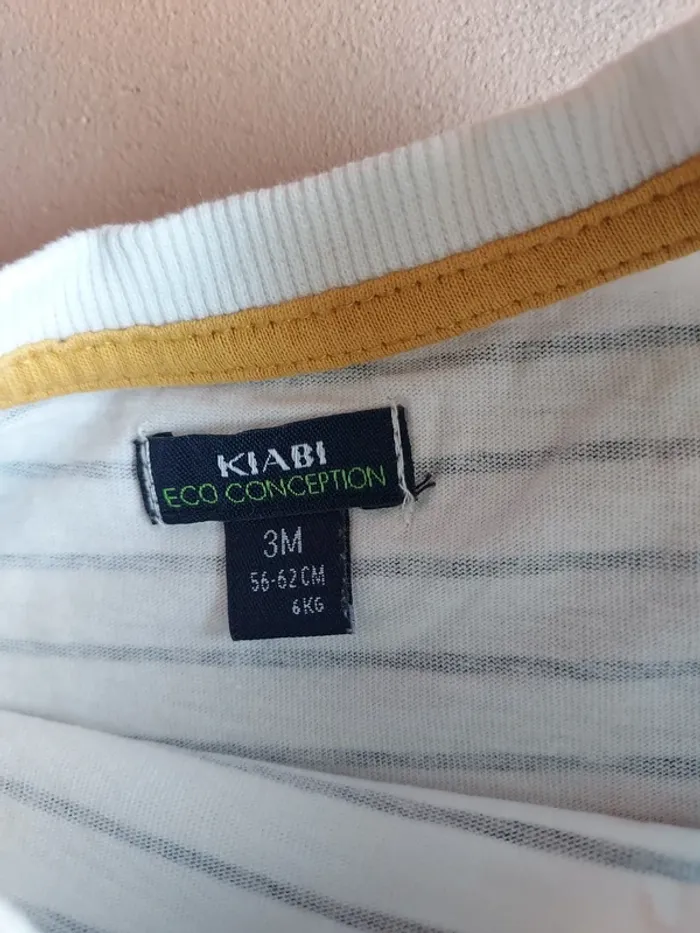 KIABI
ECO CONCEPTION
3M
56-62CM
6KG